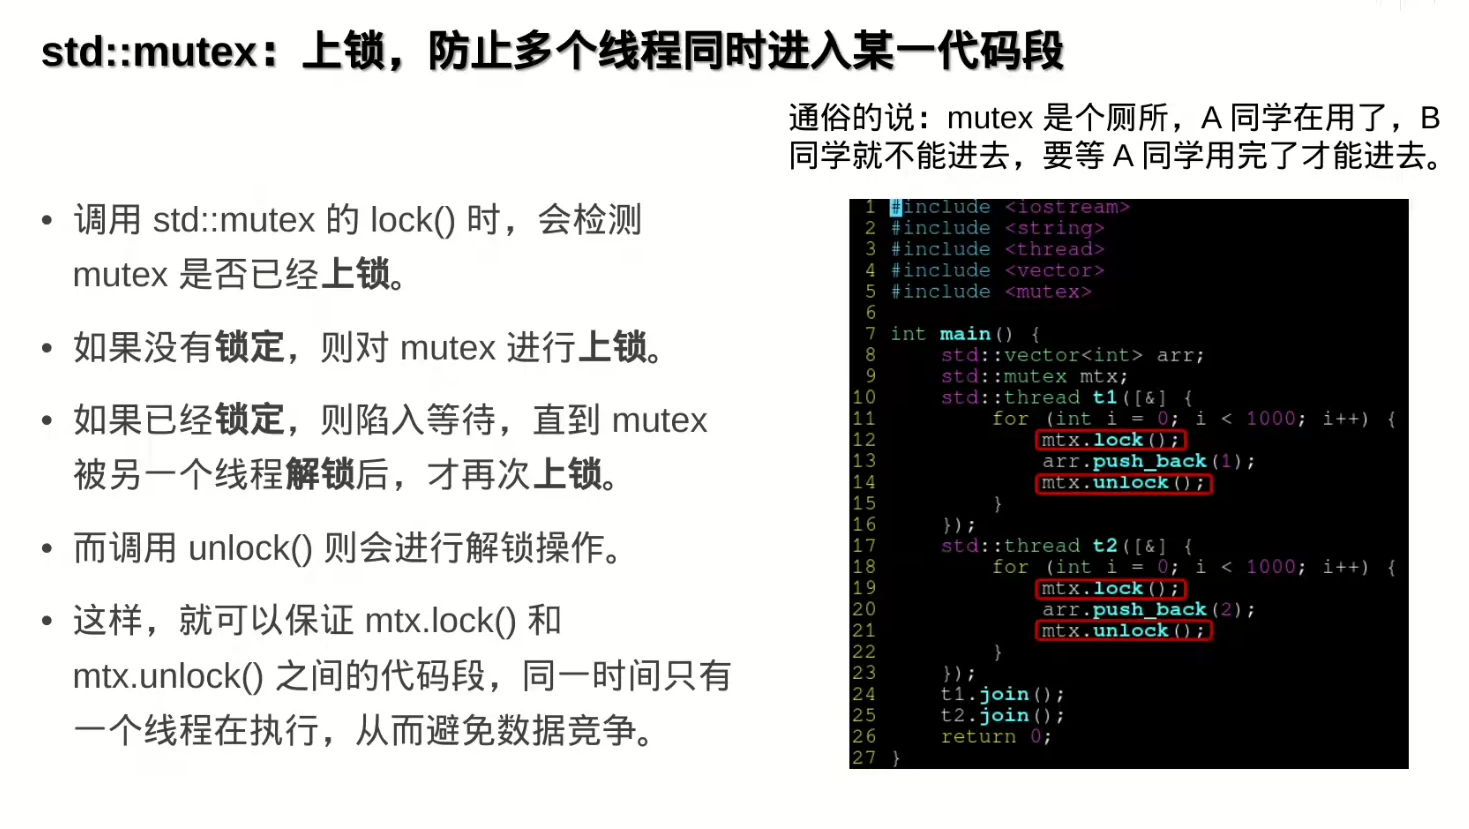 std::mutex：上锁，防止多个线程同时进入某一代码段
通俗的说：mutex 是个厕所，A 同学在用了，B
同学就不能进去，要等 A 同学用完了才能进去。
• 调用 std::mutex 的 lock() 时，会检测
mutex 是否已经上锁。
• 如果没有锁定，则对 mutex 进行上锁。
• 如果已经锁定，则陷入等待，直到 mutex
被另一个线程解锁后，才再次上锁。
• 而调用 unlock() 则会进行解锁操作。
• 这样，就可以保证 mtx.lock() 和
mtx.unlock() 之间的代码段，同一时间只有
一个线程在执行，从而避免数据竞争。
1 #include <iostream>
2 #include <string>
3 #include <thread>
4 #include <vector>
5 #include <mutex>
6
7 int main() {
8     std::vector<int> arr;
9     std::mutex mtx;
10     std::thread t1([&] {
11         for (int i = 0; i < 1000; i++) {
12             mtx.lock();
13             arr.push_back(1);
14             mtx.unlock();
15         }
16     });
17     std::thread t2([&] {
18         for (int i = 0; i < 1000; i++) {
19             mtx.lock();
20             arr.push_back(2);
21             mtx.unlock();
22         }
23     });
24     t1.join();
25     t2.join();
26     return 0;
27 }